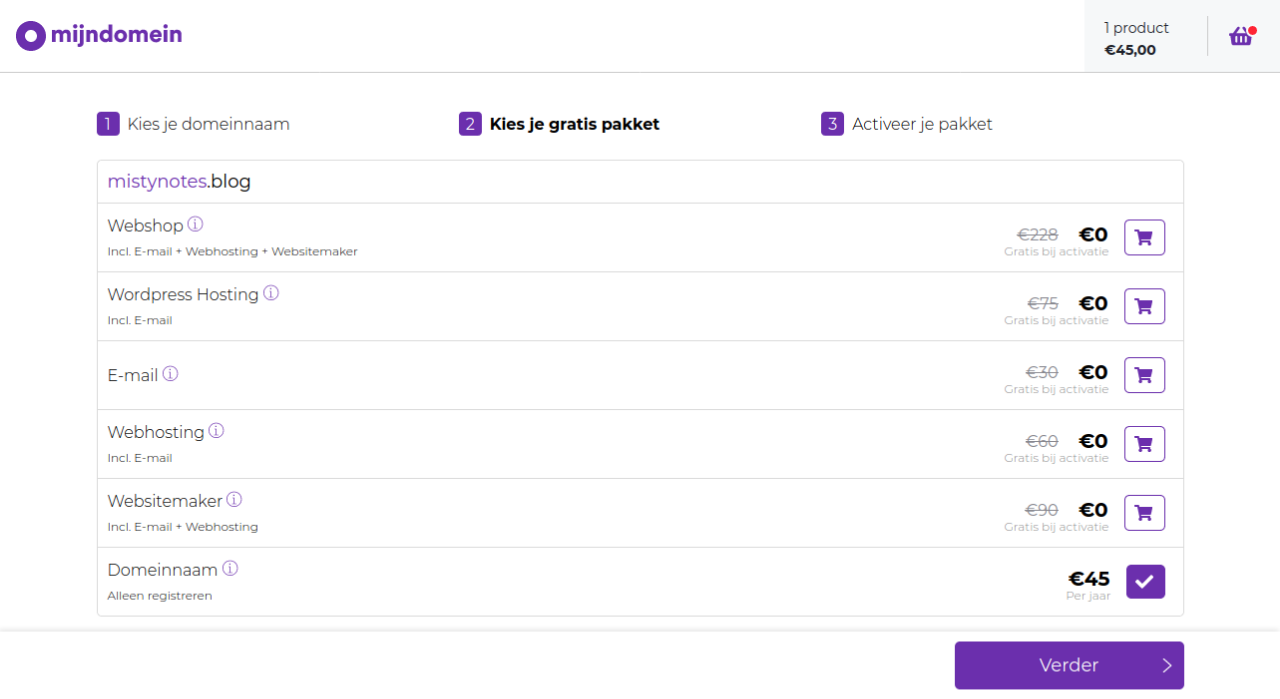 mijndomein
1 product
€45,00
1 Kies je domeinnaam
2 Kies je gratis pakket
3 Activeer je pakket
mistynotes.blog
Webshop
Incl. E-mail + Webhosting + Websitemaker
€228 €0
Gratis bij activatie
Wordpress Hosting
Incl. E-mail
€75 €0
Gratis bij activatie
E-mail
€30 €0
Gratis bij activatie
Webhosting
Incl. E-mail
€60 €0
Gratis bij activatie
Websitemaker
Incl. E-mail + Webhosting
€90 €0
Gratis bij activatie
Domeinnaam
Alleen registreren
€45
Per jaar
Verder